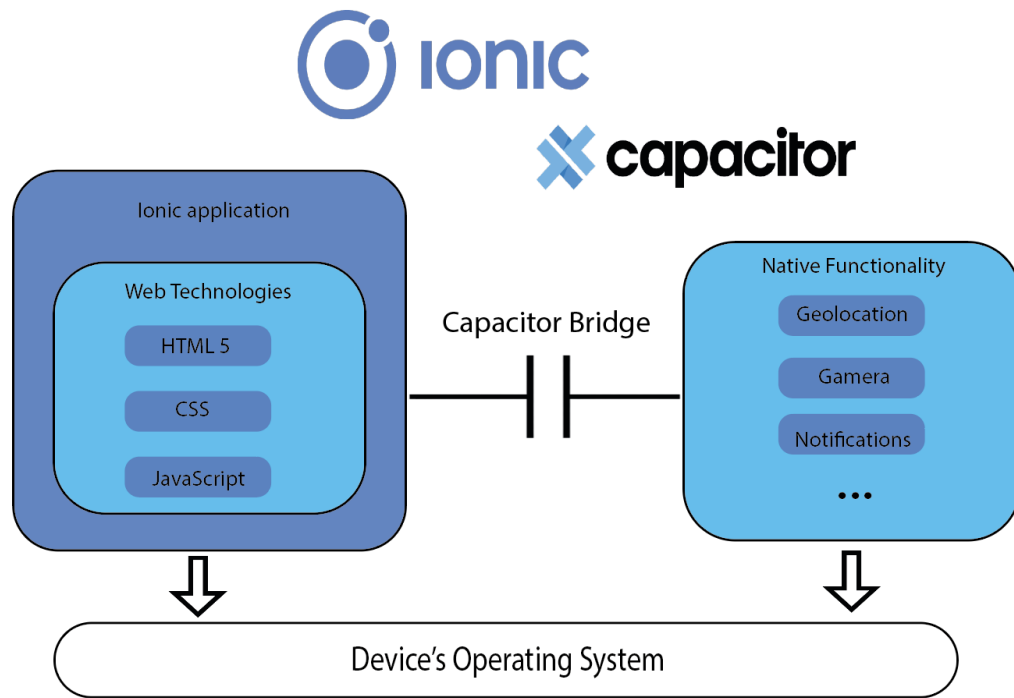 IONIC
capacitor
Ionic application
Web Technologies
HTML 5
CSS
JavaScript
Capacitor Bridge
Native Functionality
Geolocation
Gamera
Notifications
...
Device's Operating System